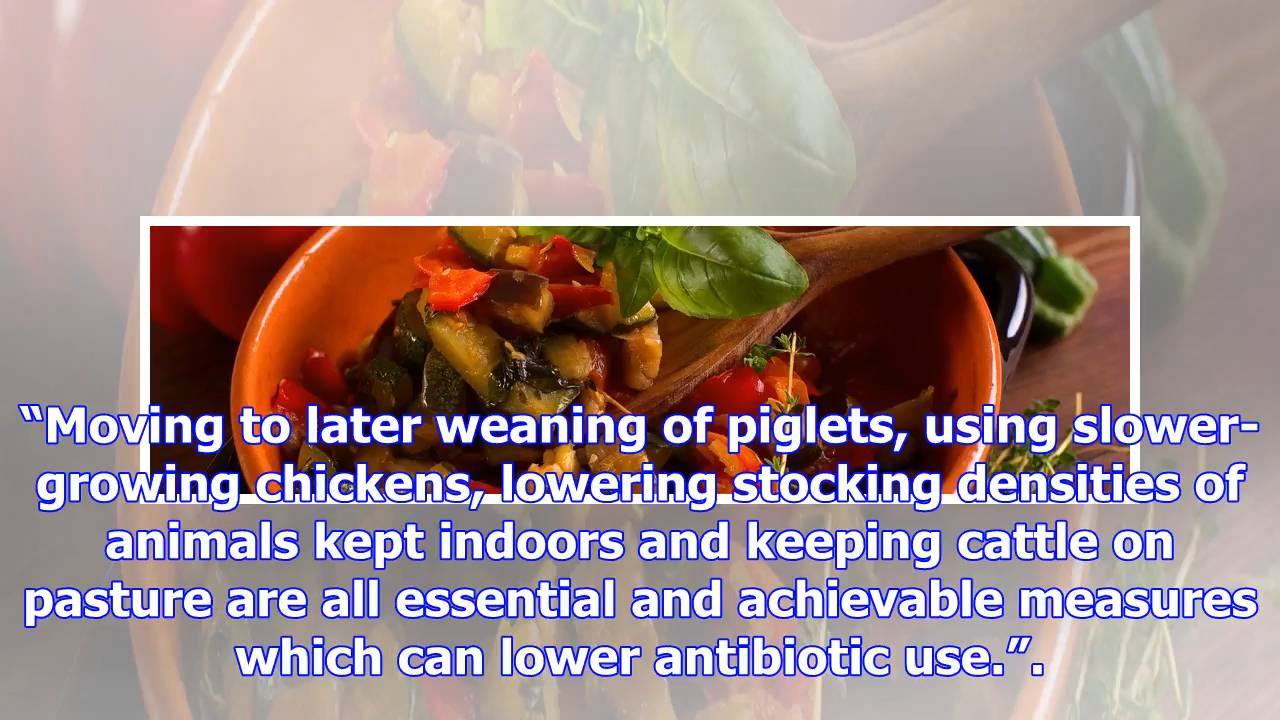 “Moving to later weaning of piglets, using slower-
growing chickens, lowering stocking densities of
animals kept indoors and keeping cattle on
pasture are all essential and achievable measures
which can lower antibiotic use.”.